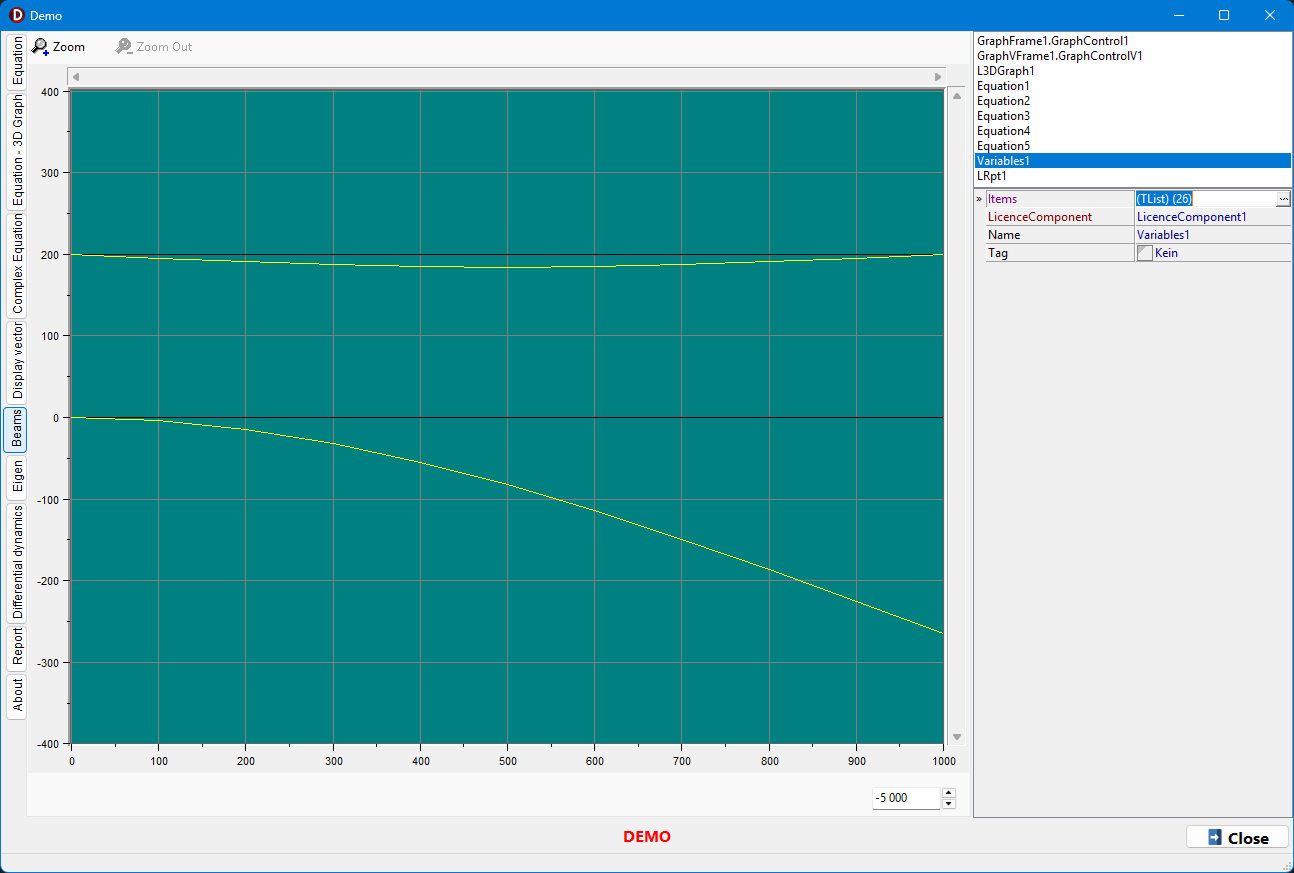 Demo
Equation
Equation - 3D Graph
Complex Equation
Display vector
Beams
Eigen
Differential dynamics
Report
About
Zoom
Zoom Out
400
300
200
100
0
-100
-200
-300
-400
0 100 200 300 400 500 600 700 800 900 1000
-5 000
GraphFrame1.GraphControl1
GraphVFrame1.GraphControlV1
L3DGraph1
Equation1
Equation2
Equation3
Equation4
Equation5
Variables1
LRpt1
» Items (TList) (26) ...
LicenceComponent LicenceComponent1
Name Variables1
Tag Kein
DEMO
Close